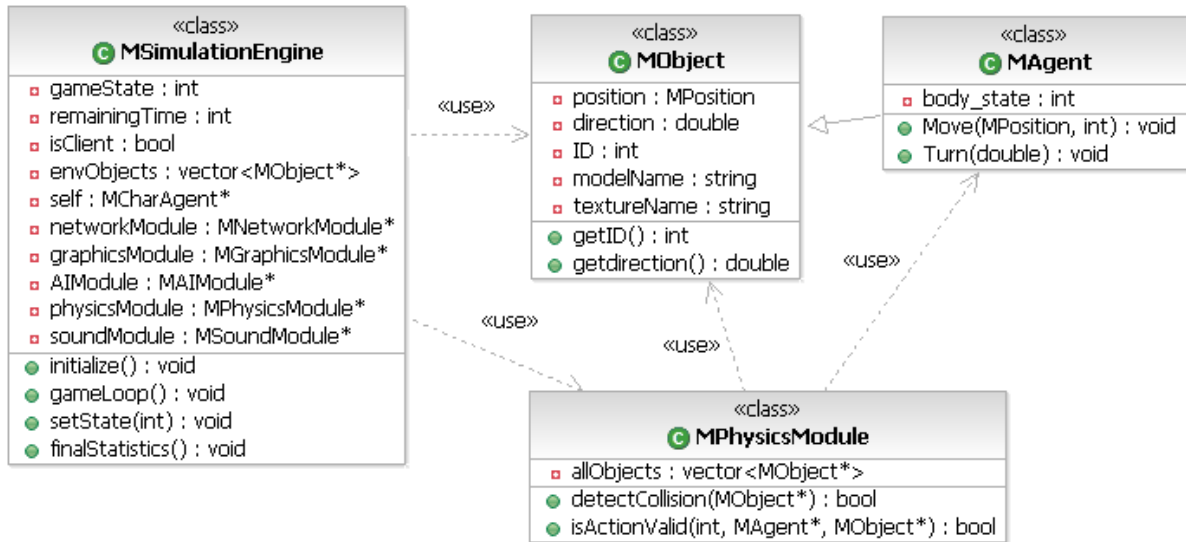 «class»
C MSimulationEngine
gameState : int
remainingTime : int
isClient : bool
envObjects : vector<MObject*>
self : MCharAgent*
networkModule : MNetworkModule*
graphicsModule : MGraphicsModule*
AIModule : MAIModule*
physicsModule : MPhysicsModule*
soundModule : MSoundModule*
initialize() : void
gameLoop() : void
setState(int) : void
finalStatistics() : void
«use»
«class»
C MObject
position : MPosition
direction : double
ID : int
modelName : string
textureName : string
getID() : int
getdirection() : double
«class»
C MAgent
body_state : int
Move(MPosition, int) : void
Turn(double) : void
«use»
«use»
«use»
«class»
C MPhysicsModule
allObjects : vector<MObject*>
detectCollision(MObject*) : bool
isActionValid(int, MAgent*, MObject*) : bool